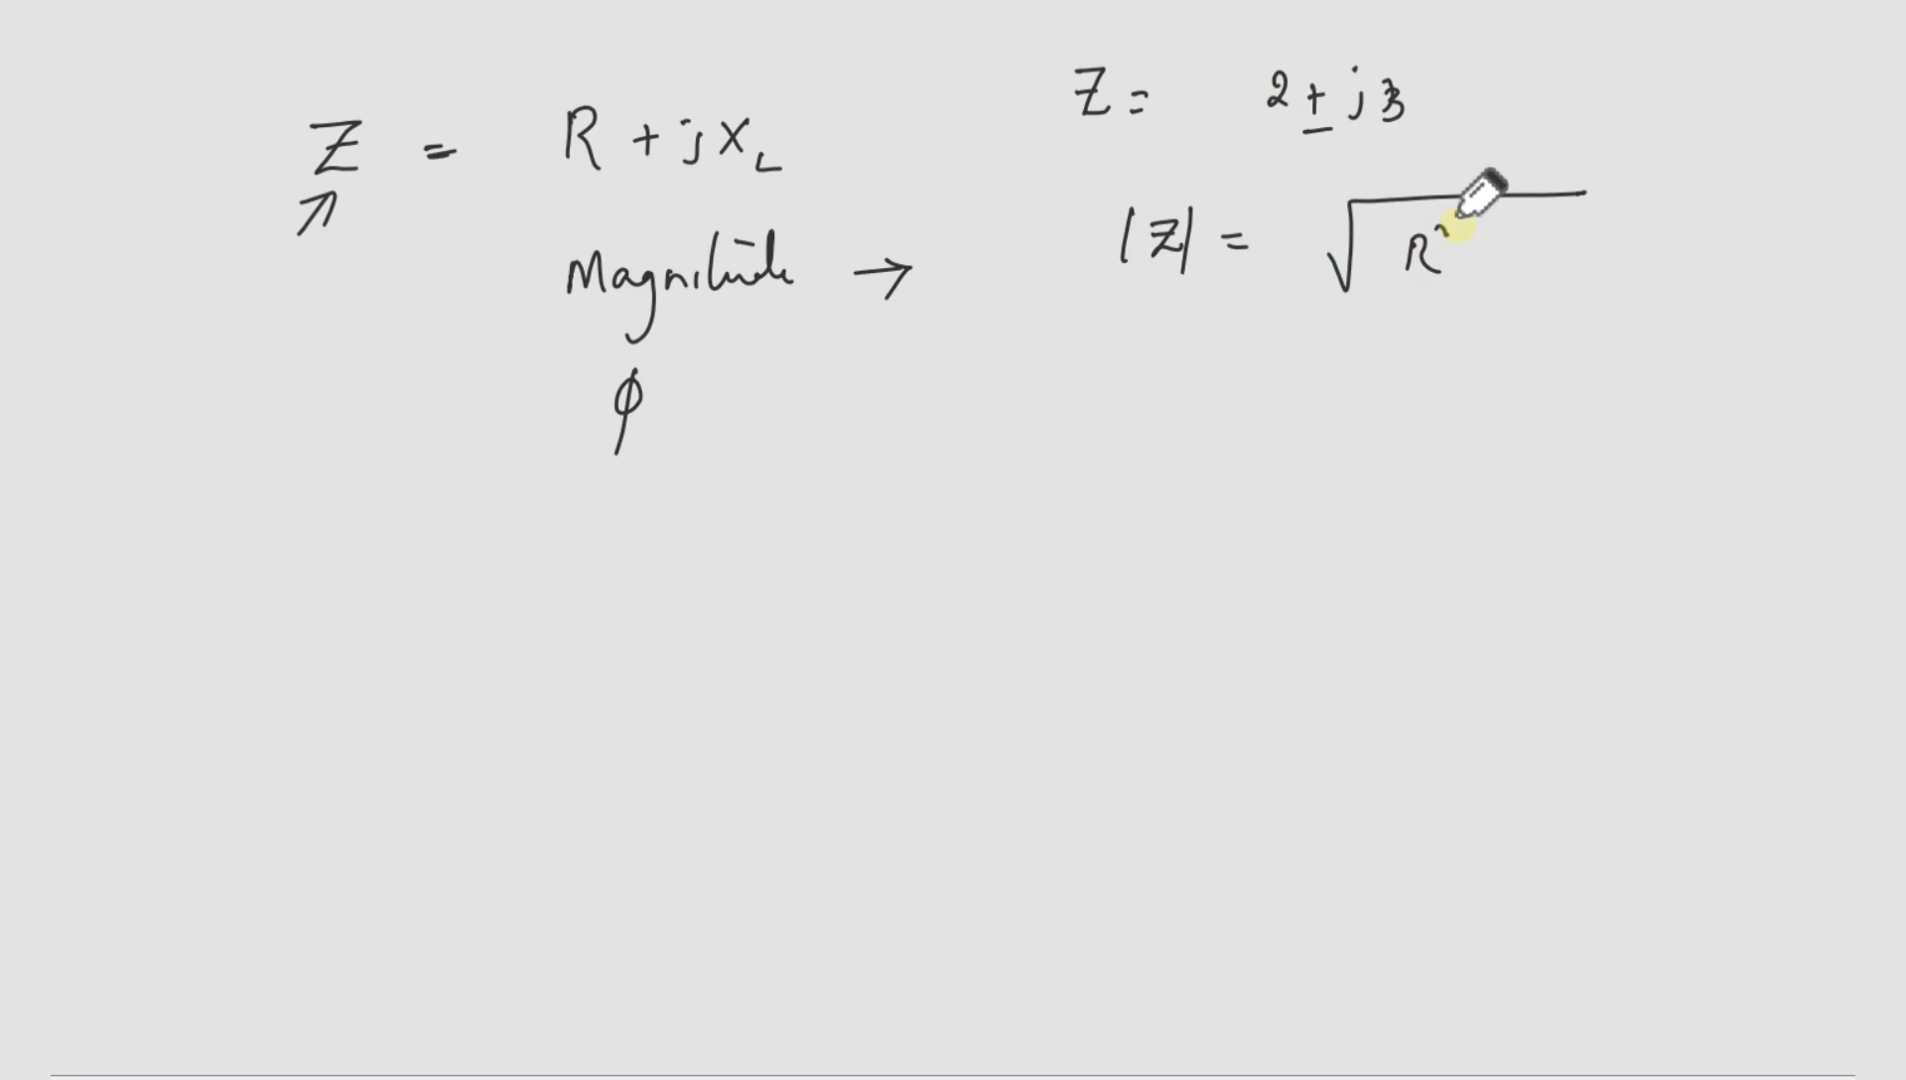 Z = R + jX_L
Magnitude →
ϕ
Z = 2 + j3
|Z| = √R²